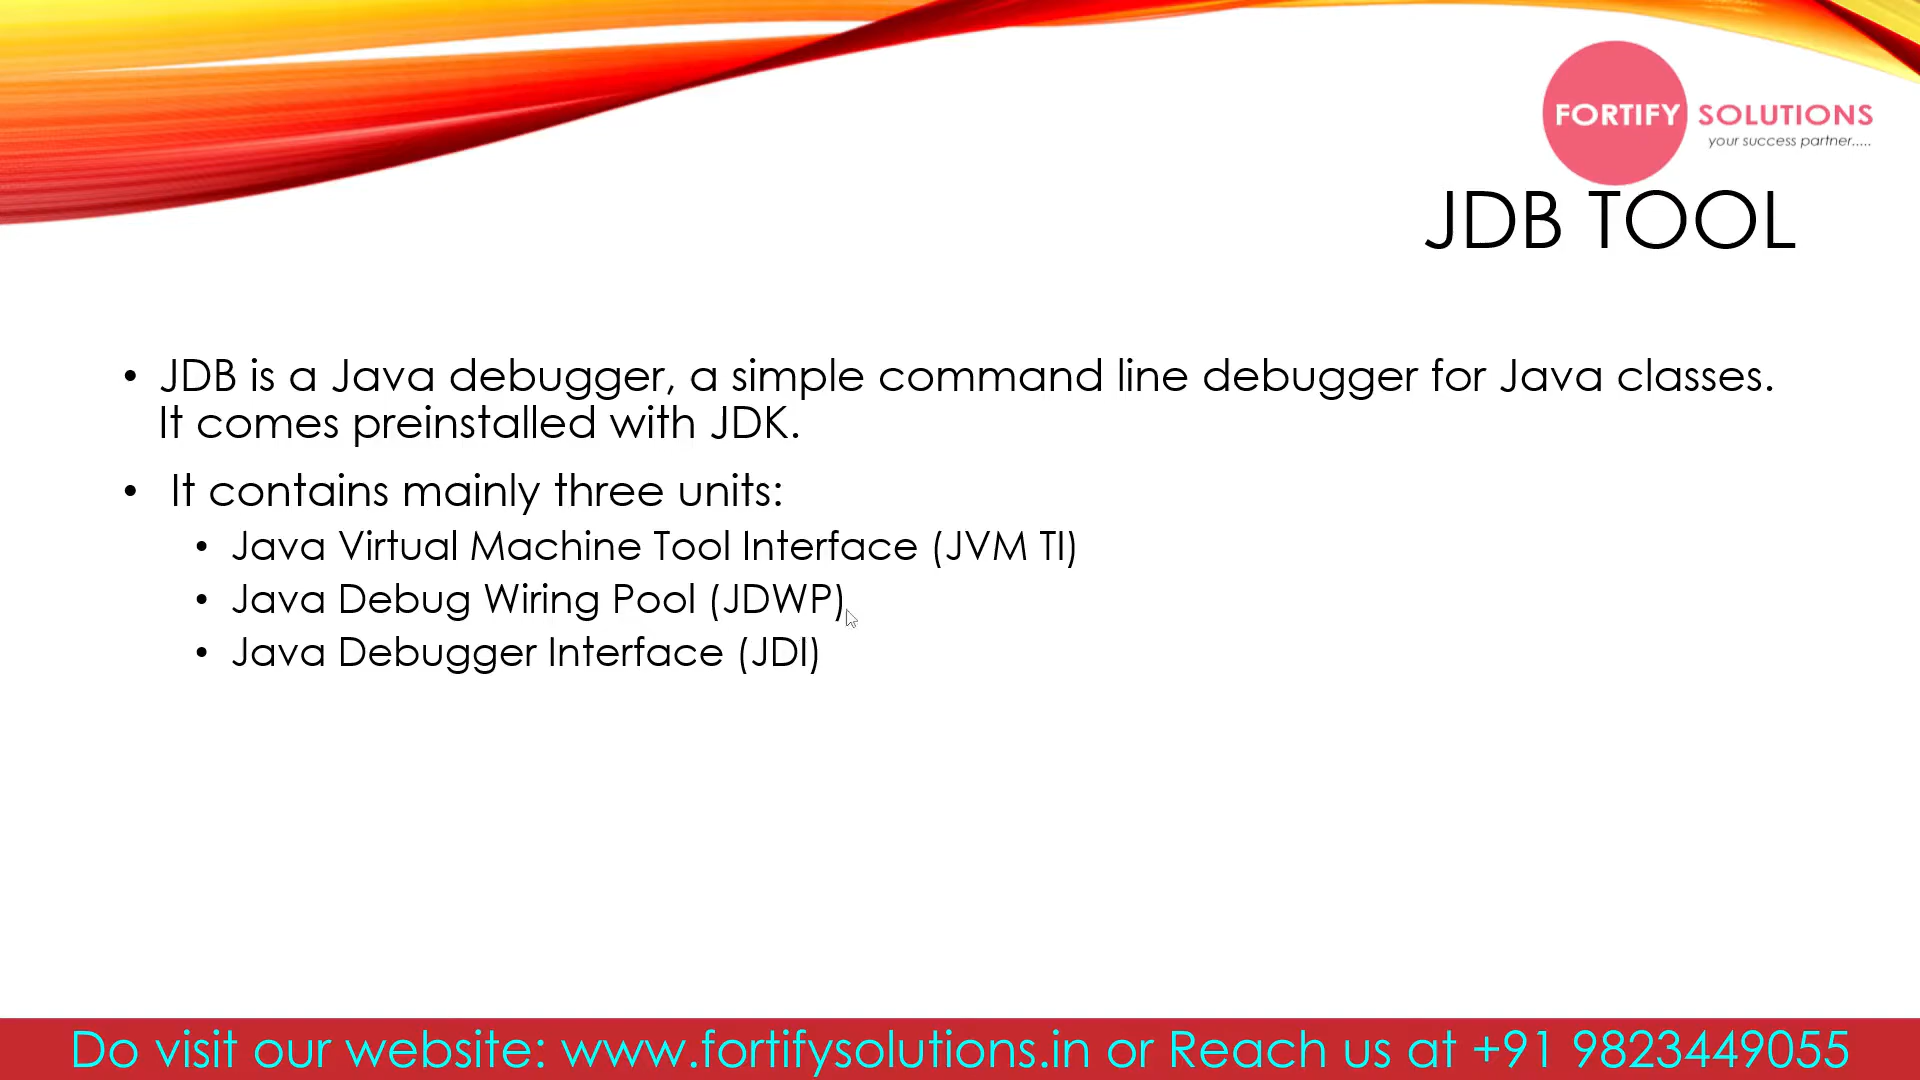 FORTIFY SOLUTIONS
your success partner.....
JDB TOOL
• JDB is a Java debugger, a simple command line debugger for Java classes.
It comes preinstalled with JDK.
• It contains mainly three units:
• Java Virtual Machine Tool Interface (JVM TI)
• Java Debug Wiring Pool (JDWP)
• Java Debugger Interface (JDI)
Do visit our website: www.fortifysolutions.in or Reach us at +91 9823449055